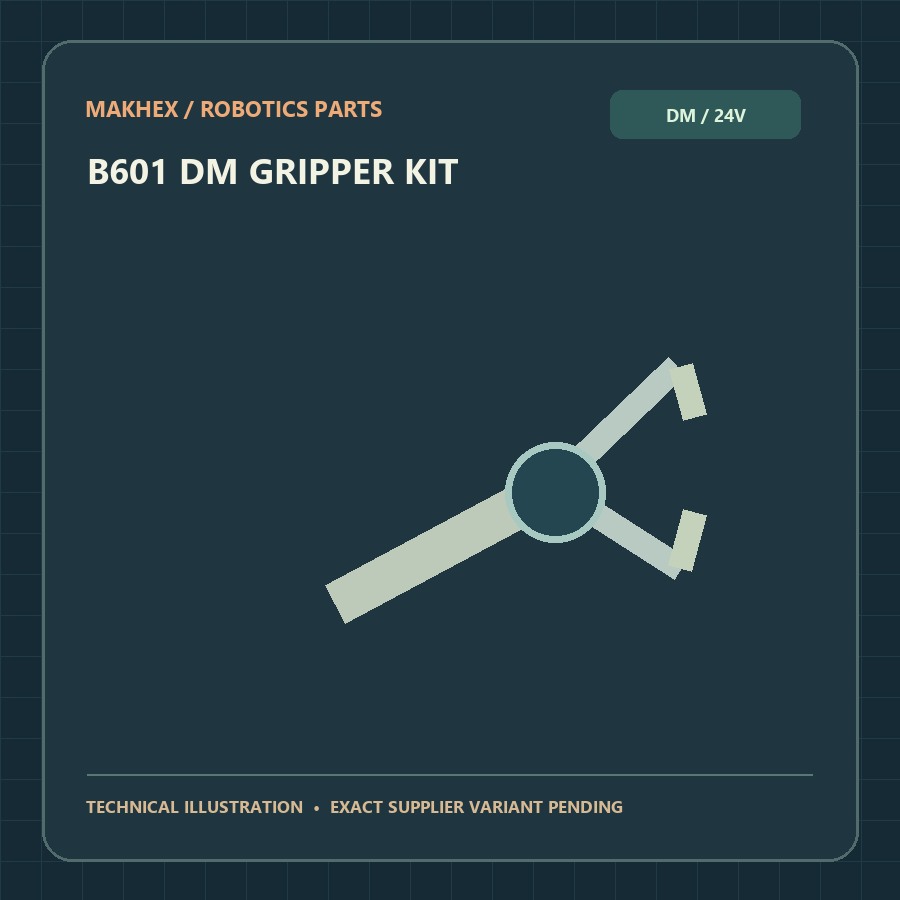 MAKHEX / ROBOTICS PARTS
DM / 24V
B601 DM GRIPPER KIT
TECHNICAL ILLUSTRATION • EXACT SUPPLIER VARIANT PENDING